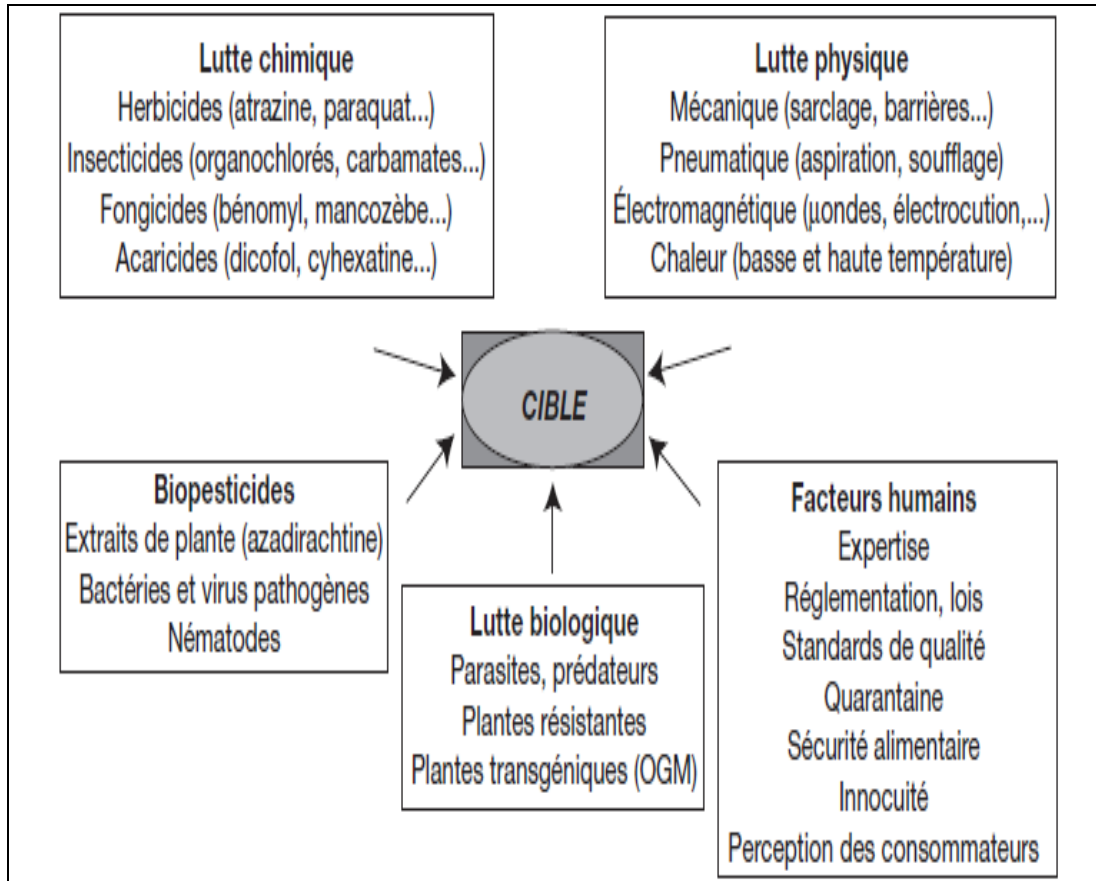 Lutte chimique
Herbicides (atrazine, paraquat...)
Insecticides (organochlorés, carbamates...)
Fongicides (bénomyl, mancozèbe...)
Acaricides (dicofol, cyhexatine...)
Lutte physique
Mécanique (sarclage, barrières...)
Pneumatique (aspiration, soufflage)
Électromagnétique (µondes, électrocution,...)
Chaleur (basse et haute température)
CIBLE
Biopesticides
Extraits de plante (azadirachtine)
Bactéries et virus pathogènes
Nématodes
Lutte biologique
Parasites, prédateurs
Plantes résistantes
Plantes transgéniques (OGM)
Facteurs humains
Expertise
Réglementation, lois
Standards de qualité
Quarantaine
Sécurité alimentaire
Innocuité
Perception des consommateurs